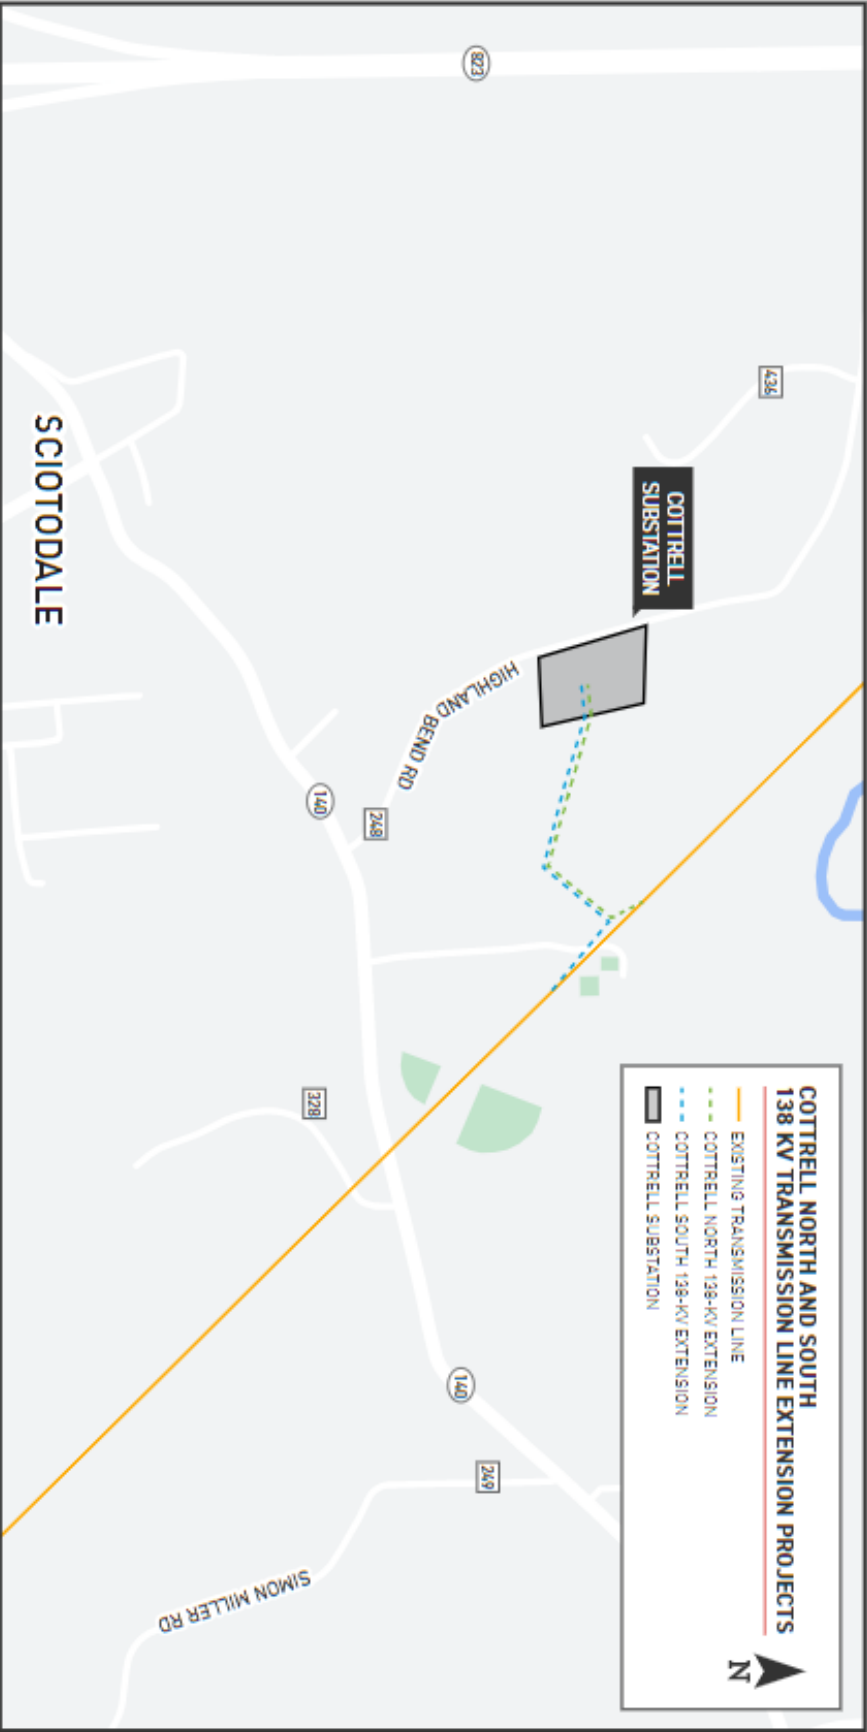 COTTRELL NORTH AND SOUTH
138 KV TRANSMISSION LINE EXTENSION PROJECTS
EXISTING TRANSMISSION LINE
COTTRELL NORTH 138-KV EXTENSION
COTTRELL SOUTH 138-KV EXTENSION
COTTRELL SUBSTATION
N
436
COTTRELL
SUBSTATION
823
HIGHLAND BEND RD
248
140
328
140
249
SIMON MILLER RD
SCIOTODALE